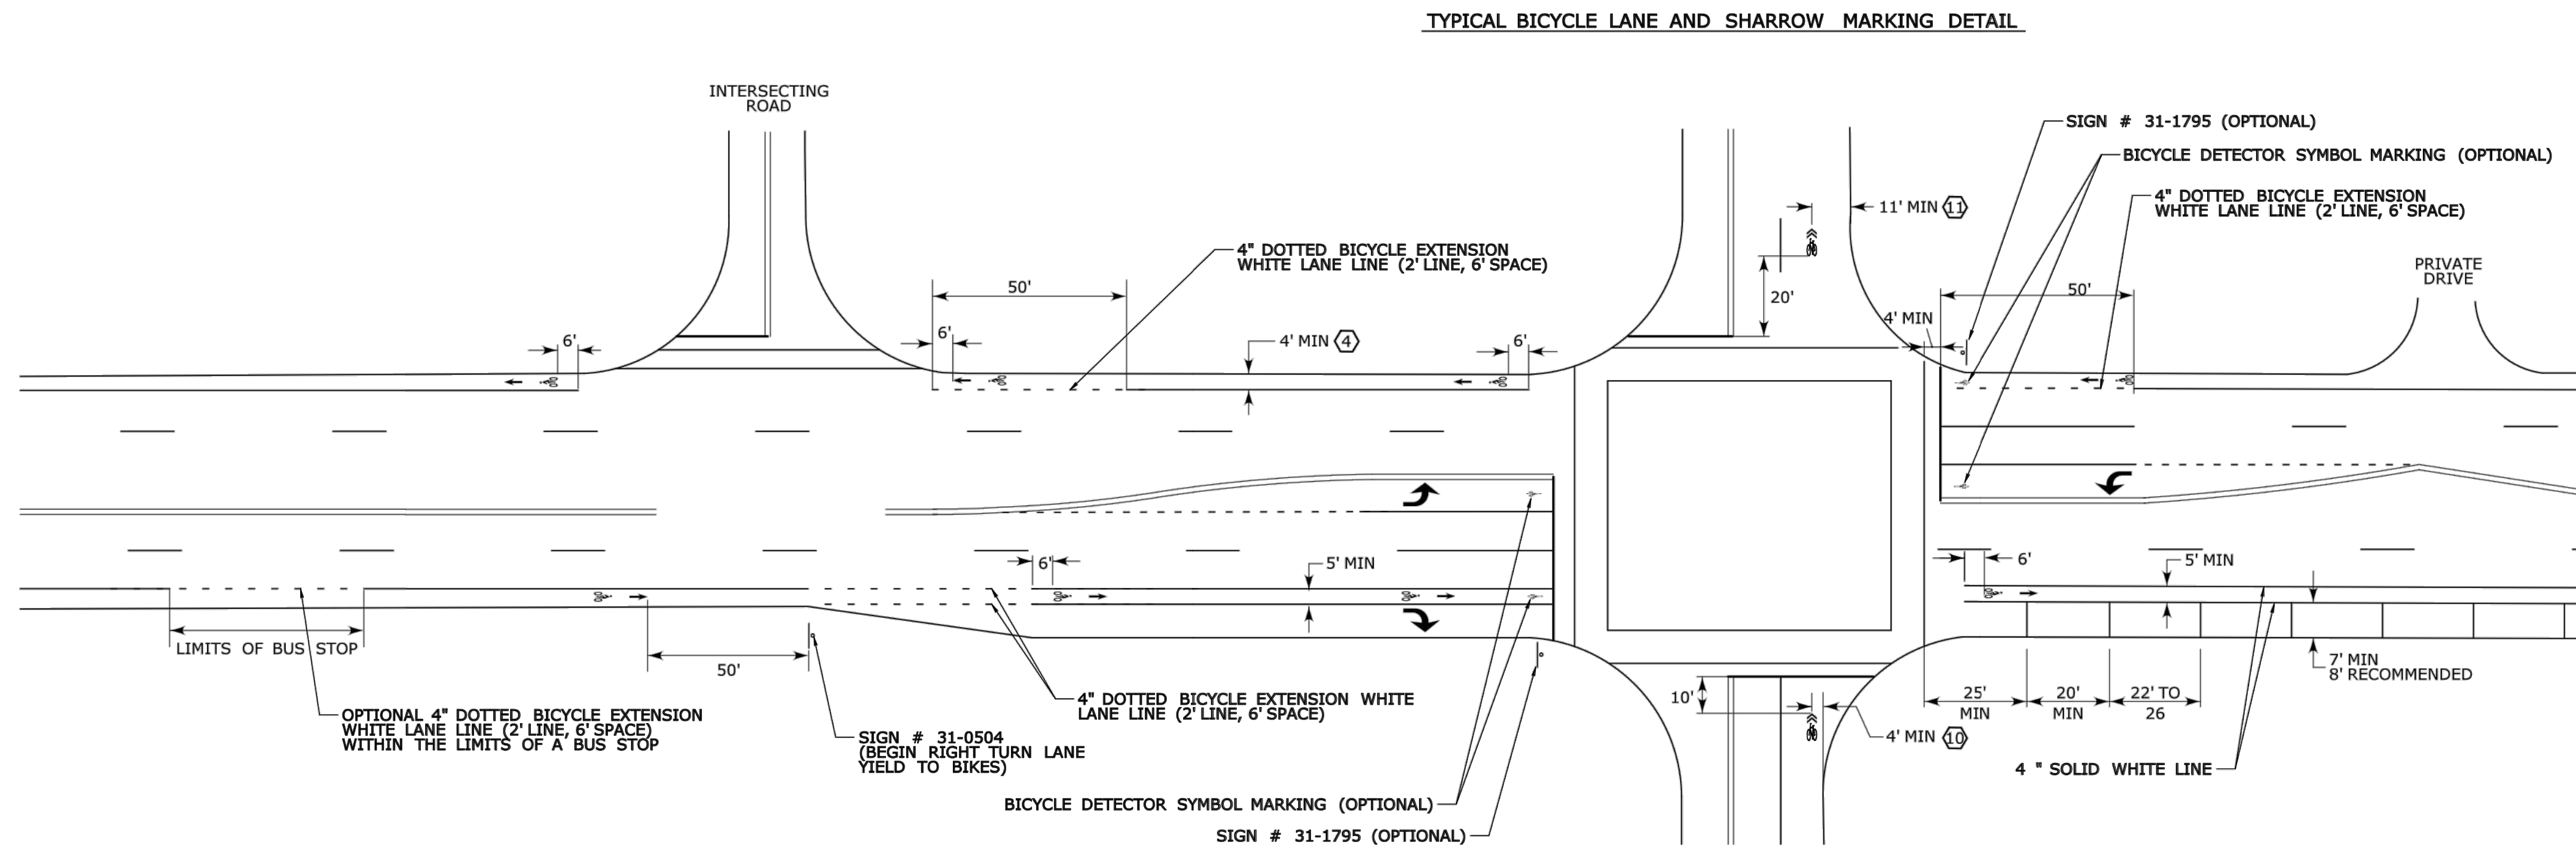 TYPICAL BICYCLE LANE AND SHARROW MARKING DETAIL
INTERSECTING
ROAD
SIGN # 31-1795 (OPTIONAL)
BICYCLE DETECTOR SYMBOL MARKING (OPTIONAL)
4" DOTTED BICYCLE EXTENSION
WHITE LANE LINE (2' LINE, 6' SPACE)
11' MIN 11
4" DOTTED BICYCLE EXTENSION
WHITE LANE LINE (2' LINE, 6' SPACE)
PRIVATE
DRIVE
50'
20'
50'
4' MIN
6'
6'
4' MIN 4
6'
6'
5' MIN
6'
5' MIN
LIMITS OF BUS STOP
50'
7' MIN
8' RECOMMENDED
10'
25'
MIN
20'
MIN
22' TO
26
4" DOTTED BICYCLE EXTENSION WHITE
LANE LINE (2' LINE, 6' SPACE)
OPTIONAL 4" DOTTED BICYCLE EXTENSION
WHITE LANE LINE (2' LINE, 6' SPACE)
WITHIN THE LIMITS OF A BUS STOP
SIGN # 31-0504
(BEGIN RIGHT TURN LANE
YIELD TO BIKES)
4' MIN 10
4 " SOLID WHITE LINE
BICYCLE DETECTOR SYMBOL MARKING (OPTIONAL)
SIGN # 31-1795 (OPTIONAL)